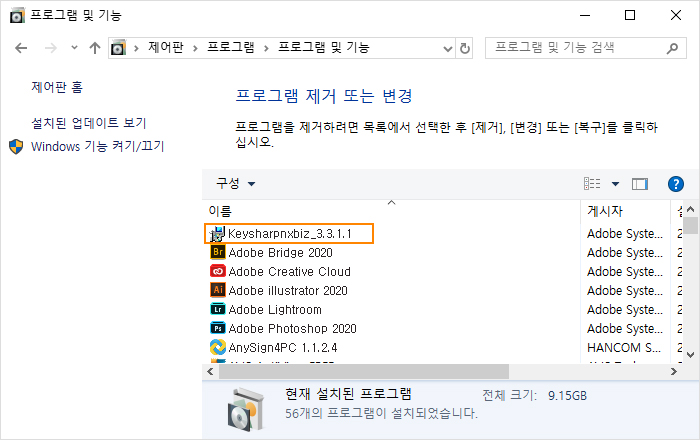 프로그램 및 기능
제어판 프로그램 프로그램 및 기능
프로그램 및 기능 검색
제어판 홈
설치된 업데이트 보기
Windows 기능 켜기/끄기
프로그램 제거 또는 변경
프로그램을 제거하려면 목록에서 선택한 후 [제거], [변경] 또는 [복구]를 클릭하
십시오.
구성
이름 게시자
Keysharpnxbiz_3.3.1.1 Adobe Syste...
Br Adobe Bridge 2020 Adobe Syste...
Adobe Creative Cloud Adobe Syste...
Ai Adobe illustrator 2020 Adobe Syste...
Lr Adobe Lightroom Adobe Syste...
Ps Adobe Photoshop 2020 Adobe Syste...
AnySign4PC 1.1.2.4 HANCOM S...
현재 설치된 프로그램 전체 크기: 9.15GB
56개의 프로그램이 설치되었습니다.